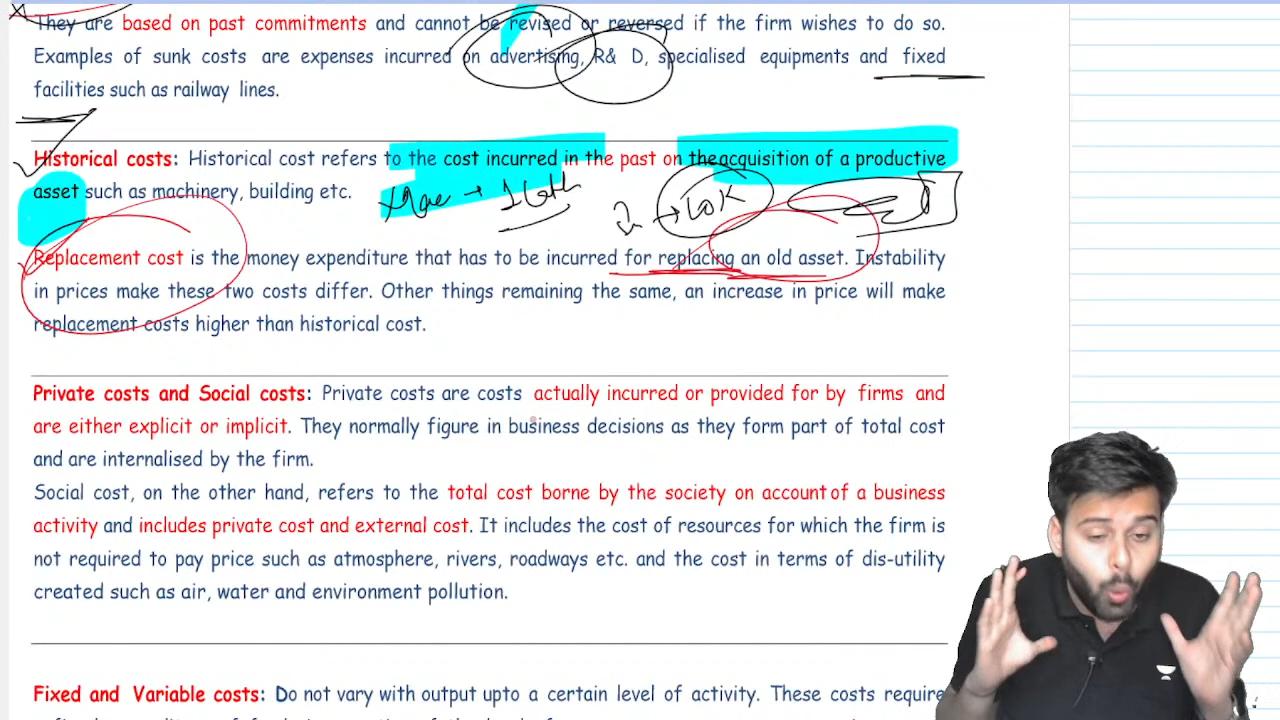 They are based on past commitments and cannot be revised or reversed if the firm wishes to do so.
Examples of sunk costs are expenses incurred on advertising, R& D, specialised equipments and fixed
facilities such as railway lines.
Historical costs: Historical cost refers to the cost incurred in the past on the acquisition of a productive
asset such as machinery, building etc.
Replacement cost is the money expenditure that has to be incurred for replacing an old asset. Instability
in prices make these two costs differ. Other things remaining the same, an increase in price will make
replacement costs higher than historical cost.
Private costs and Social costs: Private costs are costs actually incurred or provided for by firms and
are either explicit or implicit. They normally figure in business decisions as they form part of total cost
and are internalised by the firm.
Social cost, on the other hand, refers to the total cost borne by the society on account of a business
activity and includes private cost and external cost. It includes the cost of resources for which the firm is
not required to pay price such as atmosphere, rivers, roadways etc. and the cost in terms of dis-utility
created such as air, water and environment pollution.
Fixed and Variable costs: Do not vary with output upto a certain level of activity. These costs require